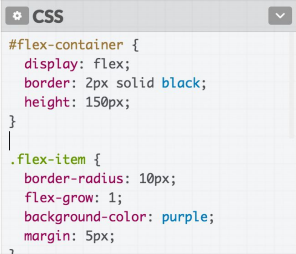 CSS
#flex-container {
  display: flex;
  border: 2px solid black;
  height: 150px;
}
.flex-item {
  border-radius: 10px;
  flex-grow: 1;
  background-color: purple;
  margin: 5px;
}